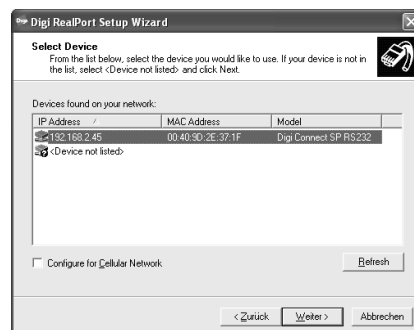 Digi RealPort Setup Wizard
Select Device
From the list below, select the device you would like to use. If your device is not in
the list, select <Device not listed> and click Next.
Devices found on your network:
IP Address MAC Address Model
192.168.2.45 00:40:9D:2E:37:1F Digi Connect SP RS232
<Device not listed>
Configure for Cellular Network Refresh
< Zurück Weiter > Abbrechen